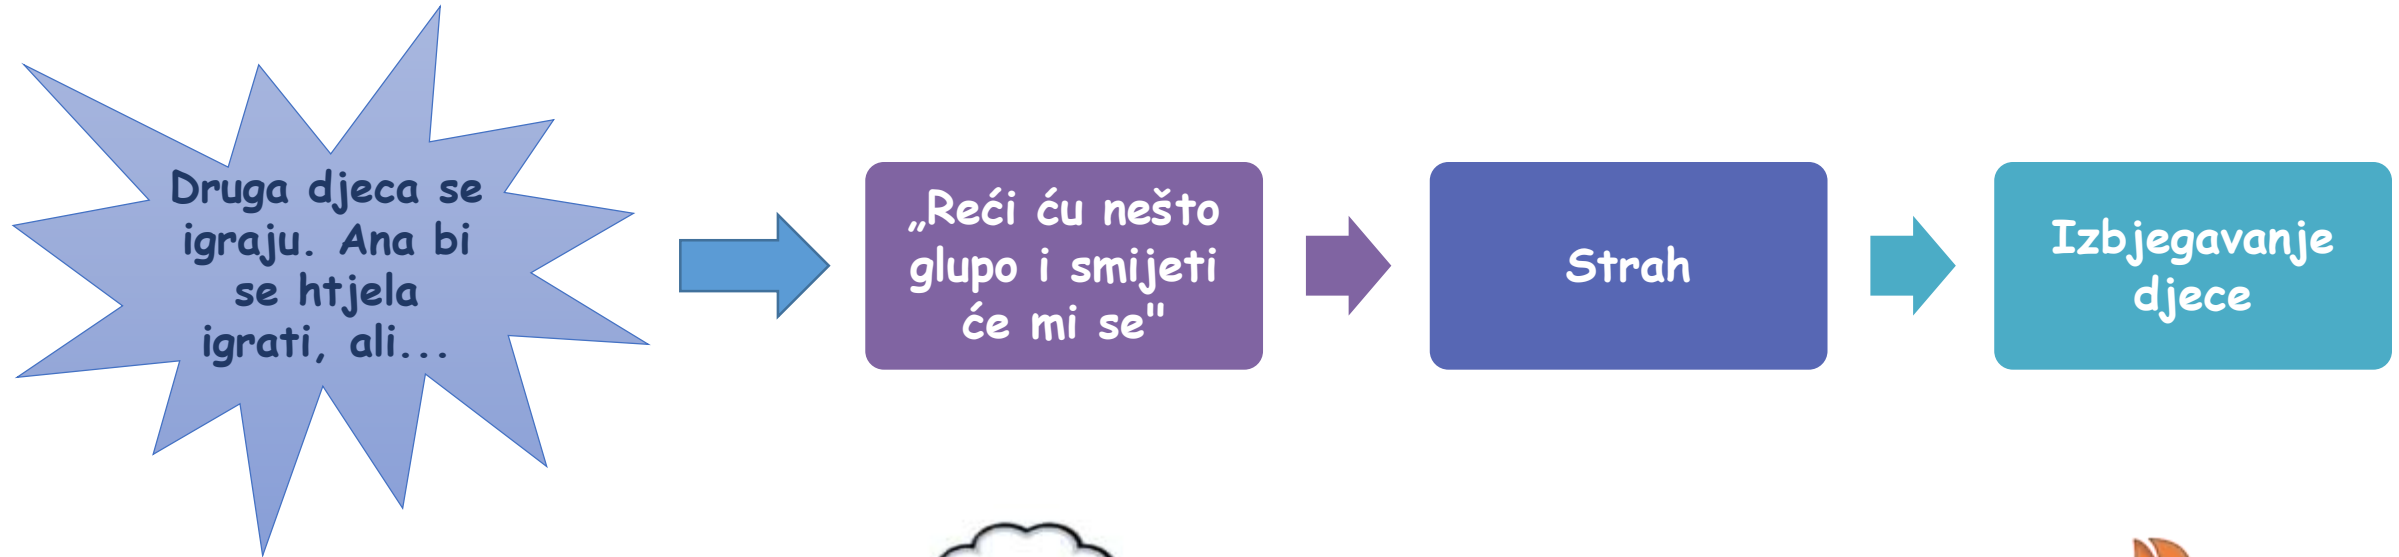 Druga djeca se
igraju. Ana bi
se htjela
igrati, ali...
„Reći ću nešto
glupo i smijeti
će mi se"
Strah
Izbjegavanje
djece